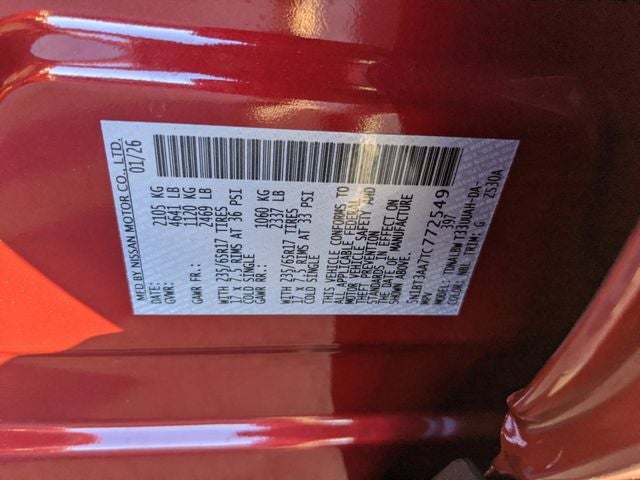 MFD BY NISSAN MOTOR CO., LTD.
DATE: 01/26
GVWR: 2105 KG
4641 LB
GAWR FR.: 1120 KG
2469 LB
WITH 235/65R17 TIRES
17 X 7.5 RIMS AT 36 PSI
COLD SINGLE
GAWR RR.: 1060 KG
2337 LB
WITH 235/65R17 TIRES
17 X 7.5 RIMS AT 33 PSI
COLD SINGLE
THIS VEHICLE CONFORMS TO
ALL APPLICABLE FEDERAL
MOTOR VEHICLE SAFETY AND
THEFT PREVENTION
STANDARDS IN EFFECT ON
THE DATE OF MANUFACTURE
SHOWN ABOVE.
5N1BT3AA7TC772549
MPV 397
MODEL: TDNALDW T33UUAH-DA-
COLOR: NBL TRIM: G ZS30A